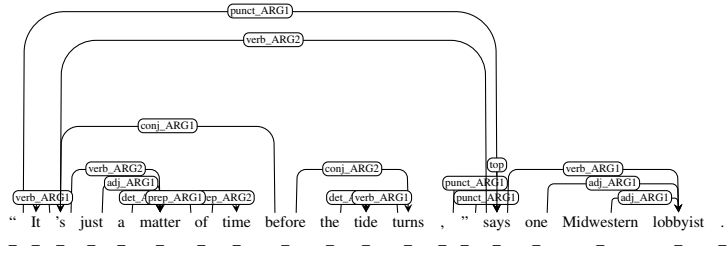 punct_ARG1
verb_ARG2
conj_ARG1
top
verb_ARG2 conj_ARG2 verb_ARG1
adj_ARG1 punct_ARG1 adj_ARG1
verb_ARG1 prep_ARG1 verb_ARG1 punct_ARG1 adj_ARG1
“ It ’s just a matter of time before the tide turns , ” says one Midwestern lobbyist .
_ _ _ _ _ _ _ _ _ _ _ _ _ _ _ _ _ _ _ _